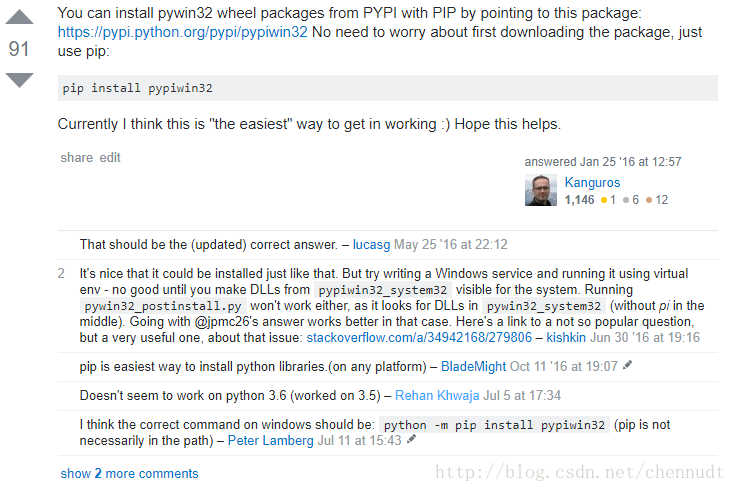 You can install pywin32 wheel packages from PYPI with PIP by pointing to this package:
https://pypi.python.org/pypi/pypiwin32 No need to worry about first downloading the package, just
use pip:
91
pip install pypiwin32
Currently I think this is "the easiest" way to get in working :) Hope this helps.
share edit
answered Jan 25 '16 at 12:57
Kanguros
1,146 ●1 ●6 ●12
That should be the (updated) correct answer. – lucasg May 25 '16 at 22:12
2 It's nice that it could be installed just like that. But try writing a Windows service and running it using virtual
env - no good until you make DLLs from pypiwin32_system32 visible for the system. Running
pywin32_postinstall.py won't work either, as it looks for DLLs in pywin32_system32 (without pi in the
middle). Going with @jpmc26's answer works better in that case. Here's a link to a not so popular question,
but a very useful one, about that issue: stackoverflow.com/a/34942168/279806 – kishkin Jun 30 '16 at 19:16
pip is easiest way to install python libraries.(on any platform) – BladeMight Oct 11 '16 at 19:07
Doesn't seem to work on python 3.6 (worked on 3.5) – Rehan Khwaja Jul 5 at 17:34
I think the correct command on windows should be: python -m pip install pypiwin32 (pip is not
necessarily in the path) – Peter Lamberg Jul 11 at 15:43
show 2 more comments
http://blog.csdn.net/chennudt